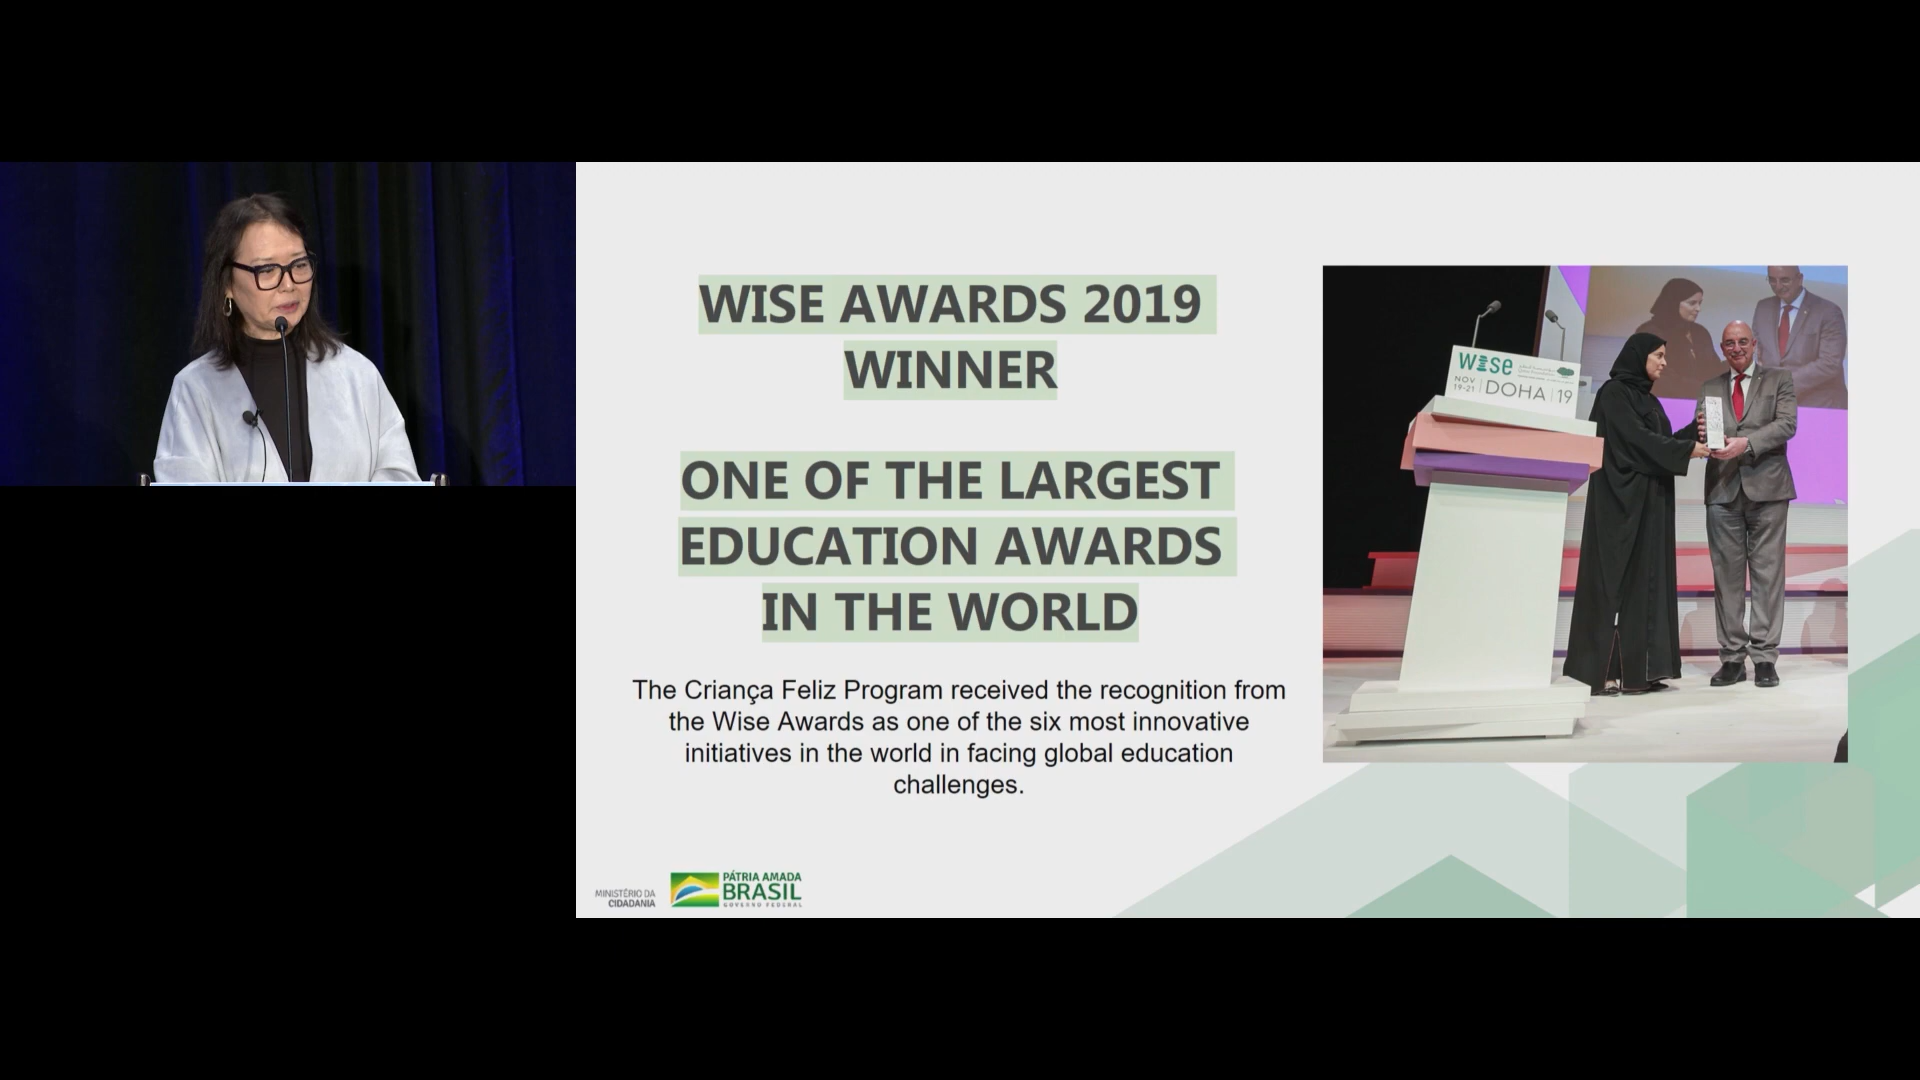 WISE AWARDS 2019
WINNER
ONE OF THE LARGEST
EDUCATION AWARDS
IN THE WORLD
The Criança Feliz Program received the recognition from
the Wise Awards as one of the six most innovative
initiatives in the world in facing global education
challenges.
wise
NOV
19-21
DOHA
19
MINISTÉRIO DA
CIDADANIA
PÁTRIA AMADA
BRASIL
GOVERNO FEDERAL